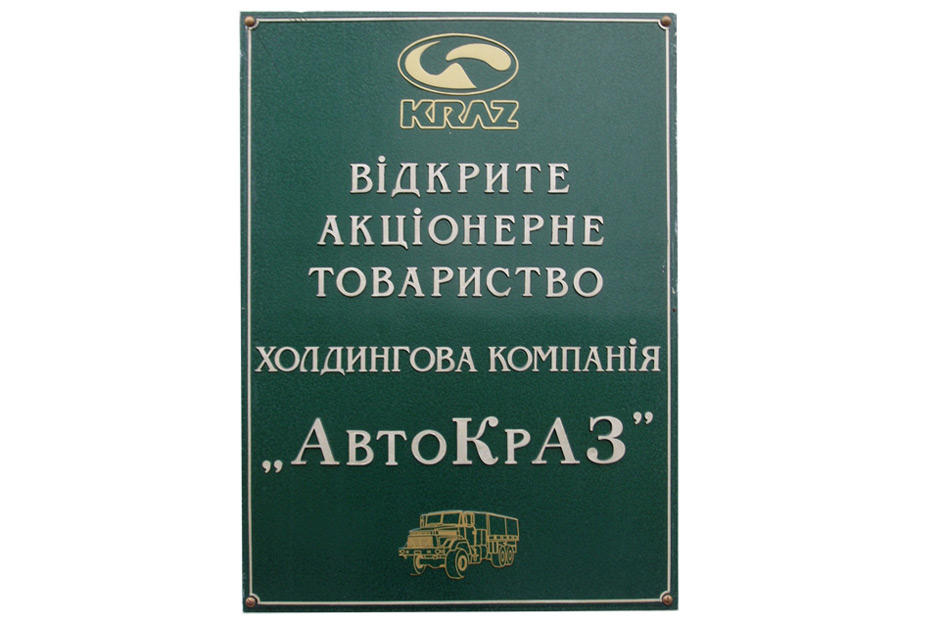 KRAZ
ВІДКРИТЕ
АКЦІОНЕРНЕ
ТОВАРИСТВО
ХОЛДИНГОВА КОМПАНІЯ
„АвтоКрАЗ”